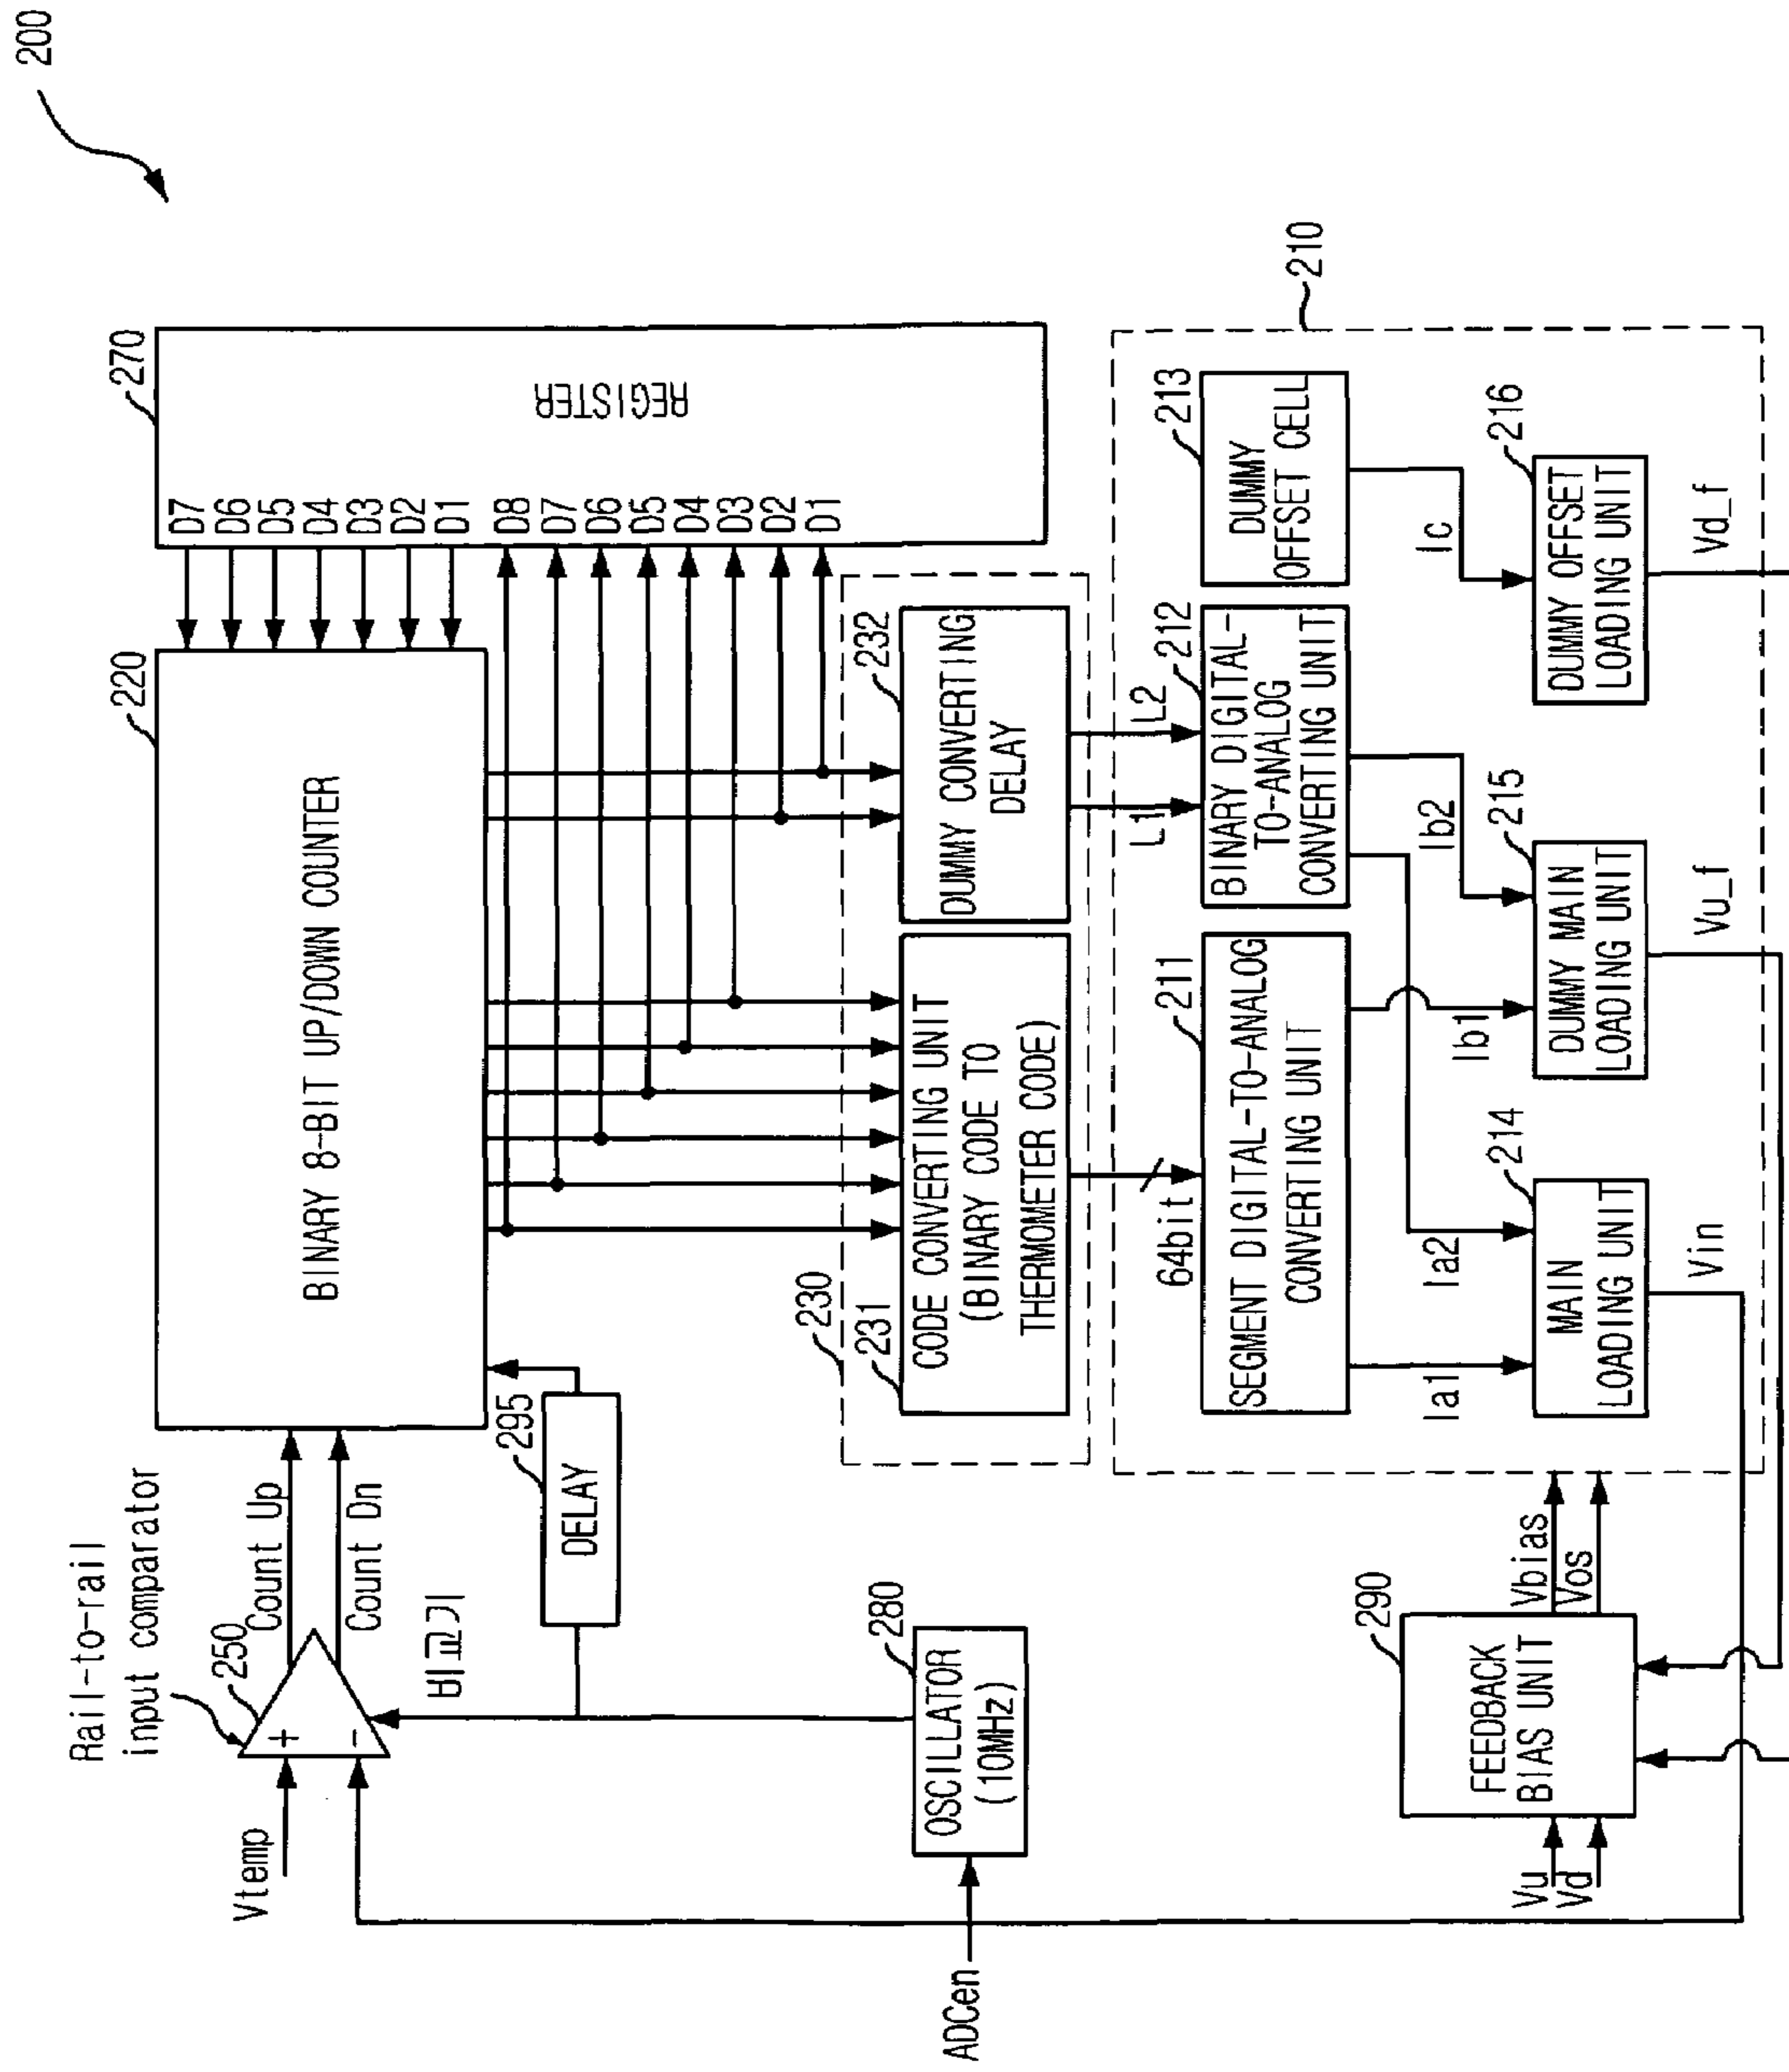 200
Rail-to-rail
input comparator
250
+
-
Vtemp
Count Up
Count Dn
비교기
220
BINARY 8-BIT UP/DOWN COUNTER
270
REGISTER
D7
D6
D5
D4
D3
D2
D1
D8
D7
D6
D5
D4
D3
D2
D1
295
DELAY
280
OSCILLATOR
(10MHz)
ADCen
230
231
CODE CONVERTING UNIT
(BINARY CODE TO
THERMOMETER CODE)
232
DUMMY CONVERTING
DELAY
64bit
L1
L2
210
211
SEGMENT DIGITAL-TO-ANALOG
CONVERTING UNIT
212
BINARY DIGITAL-
TO-ANALOG
CONVERTING UNIT
213
DUMMY
OFFSET CELL
Ia1
Ia2
Ib1
Ib2
Ic
214
MAIN
LOADING UNIT
215
DUMMY MAIN
LOADING UNIT
216
DUMMY OFFSET
LOADING UNIT
Vin
Vu_f
Vd_f
290
FEEDBACK
BIAS UNIT
Vu
Vd
Vbias
Vos